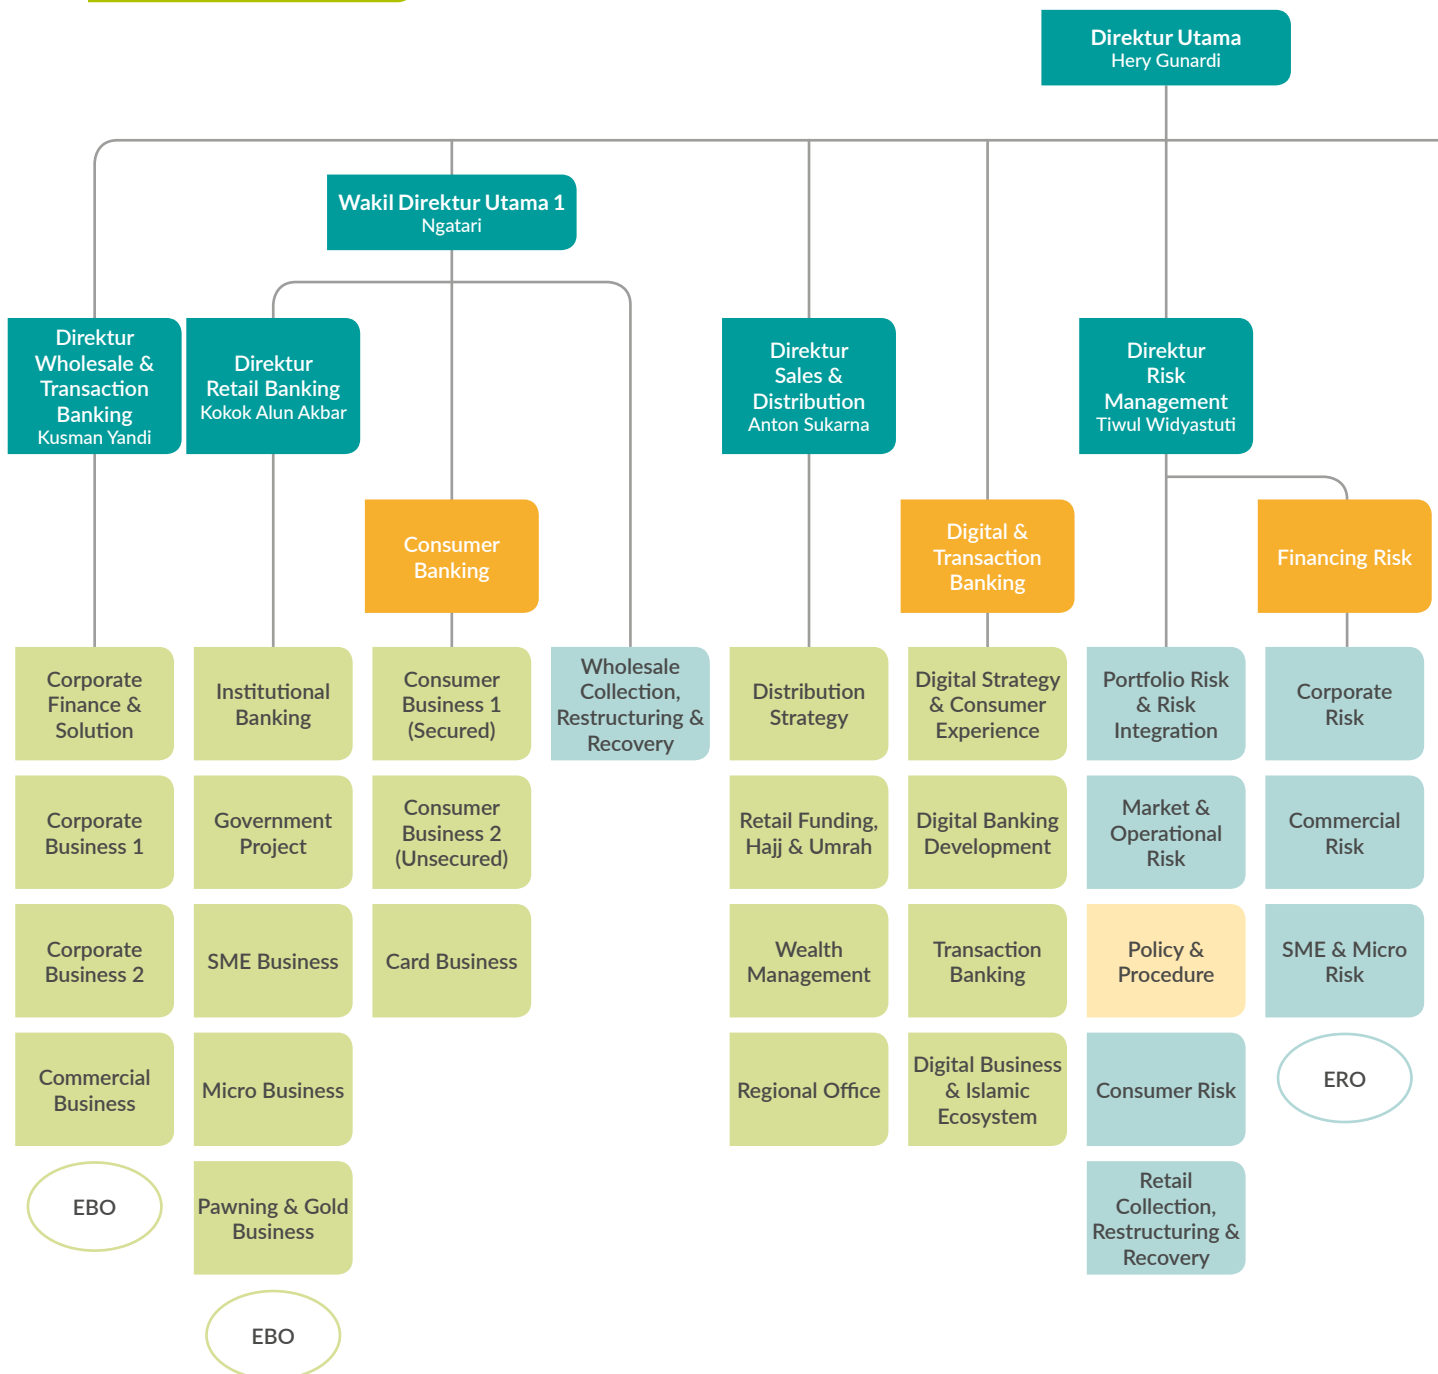 Direktur Utama
Hery Gunardi
Wakil Direktur Utama 1
Ngatari
Direktur
Wholesale &
Transaction
Banking
Kusman Yandi
Direktur
Retail Banking
Kokok Alun Akbar
Direktur
Sales &
Distribution
Anton Sukarna
Direktur
Risk
Management
Tiwul Widyastuti
Consumer
Banking
Digital &
Transaction
Banking
Financing Risk
Corporate
Finance &
Solution
Institutional
Banking
Consumer
Business 1
(Secured)
Wholesale
Collection,
Restructuring &
Recovery
Distribution
Strategy
Digital Strategy
& Consumer
Experience
Portfolio Risk
& Risk
Integration
Corporate
Risk
Corporate
Business 1
Government
Project
Consumer
Business 2
(Unsecured)
Retail Funding,
Hajj & Umrah
Digital Banking
Development
Market &
Operational
Risk
Commercial
Risk
Corporate
Business 2
SME Business
Card Business
Wealth
Management
Transaction
Banking
Policy &
Procedure
SME & Micro
Risk
Commercial
Business
Micro Business
Regional Office
Digital Business
& Islamic
Ecosystem
Consumer Risk
ERO
EBO
Pawning & Gold
Business
Retail
Collection,
Restructuring &
Recovery
EBO